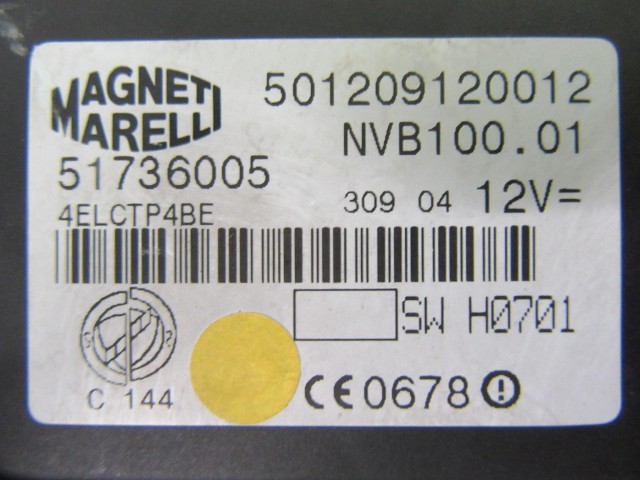 MAGNETI MARELLI
501209120012
NVB100.01
51736005
4ELCTP4BE
309 04 12V=
SW H0701
C 144
CE0678